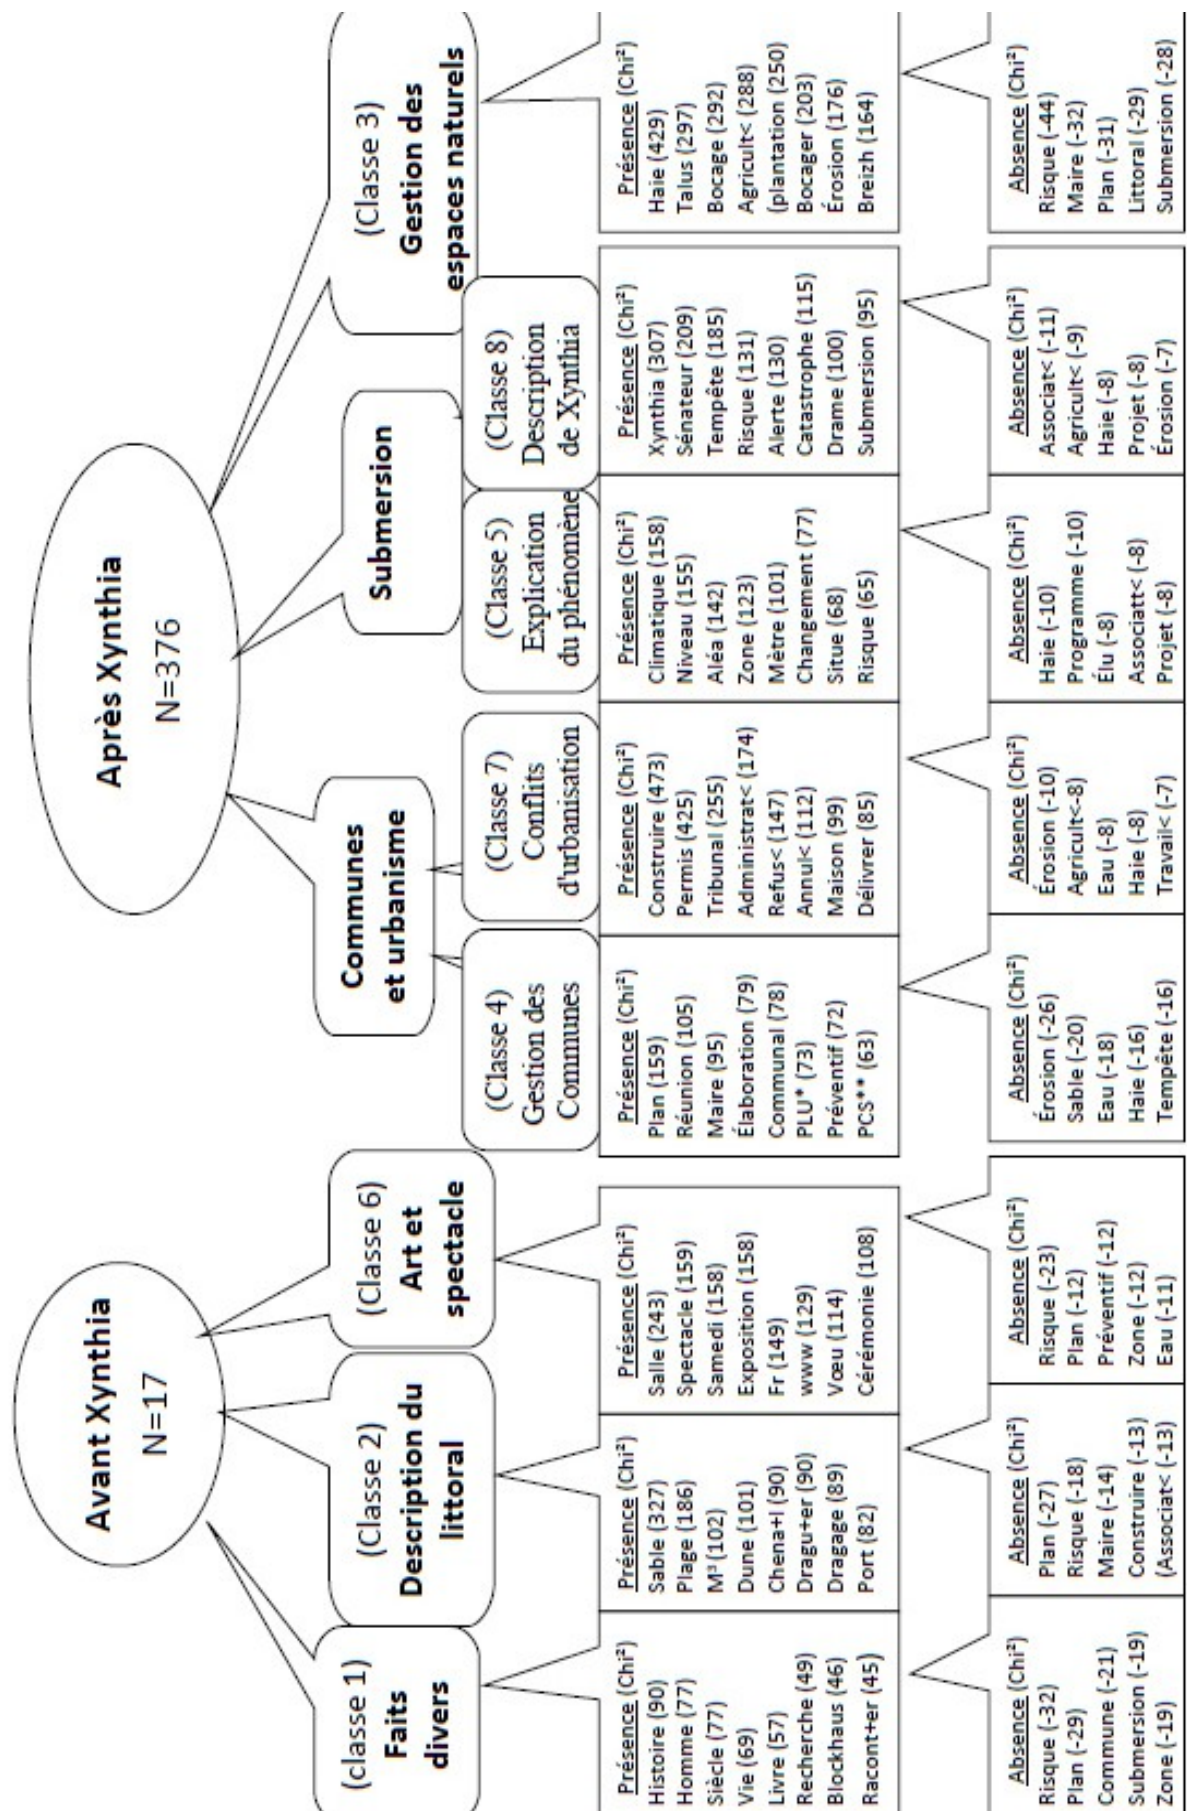 Avant Xynthia
N=17
Après Xynthia
N=376
(classe 1)
Faits
divers
(Classe 2)
Description du
littoral
(Classe 6)
Art et
spectacle
Communes
et urbanisme
Submersion
(Classe 3)
Gestion des
espaces naturels
(Classe 4)
Gestion des
Communes
(Classe 7)
Conflits
d'urbanisation
(Classe 5)
Explication
du phénomène
(Classe 8)
Description
de Xynthia
Présence (Chi²)
Histoire (90)
Homme (77)
Siècle (77)
Vie (69)
Livre (57)
Recherche (49)
Blockhaus (46)
Racont+er (45)
Présence (Chi²)
Sable (327)
Plage (186)
M³ (102)
Dune (101)
Chena+l (90)
Dragu+er (90)
Dragage (89)
Port (82)
Présence (Chi²)
Salle (243)
Spectacle (159)
Samedi (158)
Exposition (158)
Fr (149)
www (129)
Vœu (114)
Cérémonie (108)
Présence (Chi²)
Plan (159)
Réunion (105)
Maire (95)
Élaboration (79)
Communal (78)
PLU* (73)
Préventif (72)
PCS** (63)
Présence (Chi²)
Construire (473)
Permis (425)
Tribunal (255)
Administrat< (174)
Refus< (147)
Annul< (112)
Maison (99)
Délivrer (85)
Présence (Chi²)
Climatique (158)
Niveau (155)
Aléa (142)
Zone (123)
Mètre (101)
Changement (77)
Situe (68)
Risque (65)
Présence (Chi²)
Xynthia (307)
Sénateur (209)
Tempête (185)
Risque (131)
Alerte (130)
Catastrophe (115)
Drame (100)
Submersion (95)
Présence (Chi²)
Haie (429)
Talus (297)
Bocage (292)
Agricult< (288)
(plantation (250)
Bocager (203)
Érosion (176)
Breizh (164)
Absence (Chi²)
Risque (-32)
Plan (-29)
Commune (-21)
Submersion (-19)
Zone (-19)
Absence (Chi²)
Plan (-27)
Risque (-18)
Maire (-14)
Construire (-13)
(Associat< (-13)
Absence (Chi²)
Risque (-23)
Plan (-12)
Préventif (-12)
Zone (-12)
Eau (-11)
Absence (Chi²)
Érosion (-26)
Sable (-20)
Eau (-18)
Haie (-16)
Tempête (-16)
Absence (Chi²)
Érosion (-10)
Agricult<-8)
Eau (-8)
Haie (-8)
Travail< (-7)
Absence (Chi²)
Haie (-10)
Programme (-10)
Élu (-8)
Associatt< (-8)
Projet (-8)
Absence (Chi²)
Associat< (-11)
Agricult< (-9)
Haie (-8)
Projet (-8)
Érosion (-7)
Absence (Chi²)
Risque (-44)
Maire (-32)
Plan (-31)
Littoral (-29)
Submersion (-28)